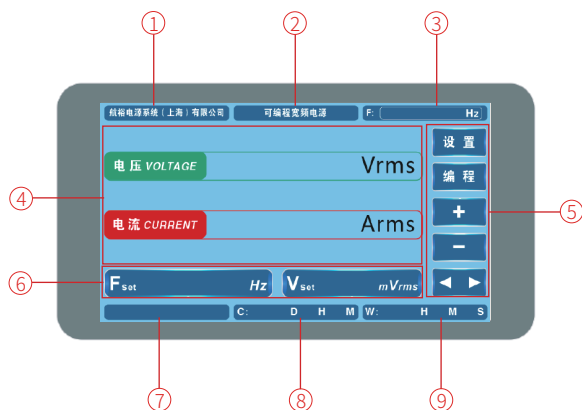 ① ② ③
航裕电源系统(上海)有限公司 可编程宽频电源 F: Hz
设置
电压 VOLTAGE Vrms
编程
④ + ⑤
电流 CURRENT Arms
−
⑥ Fset Hz Vset mVrms ◀ ▶
C: D H M W: H M S
⑦ ⑧ ⑨